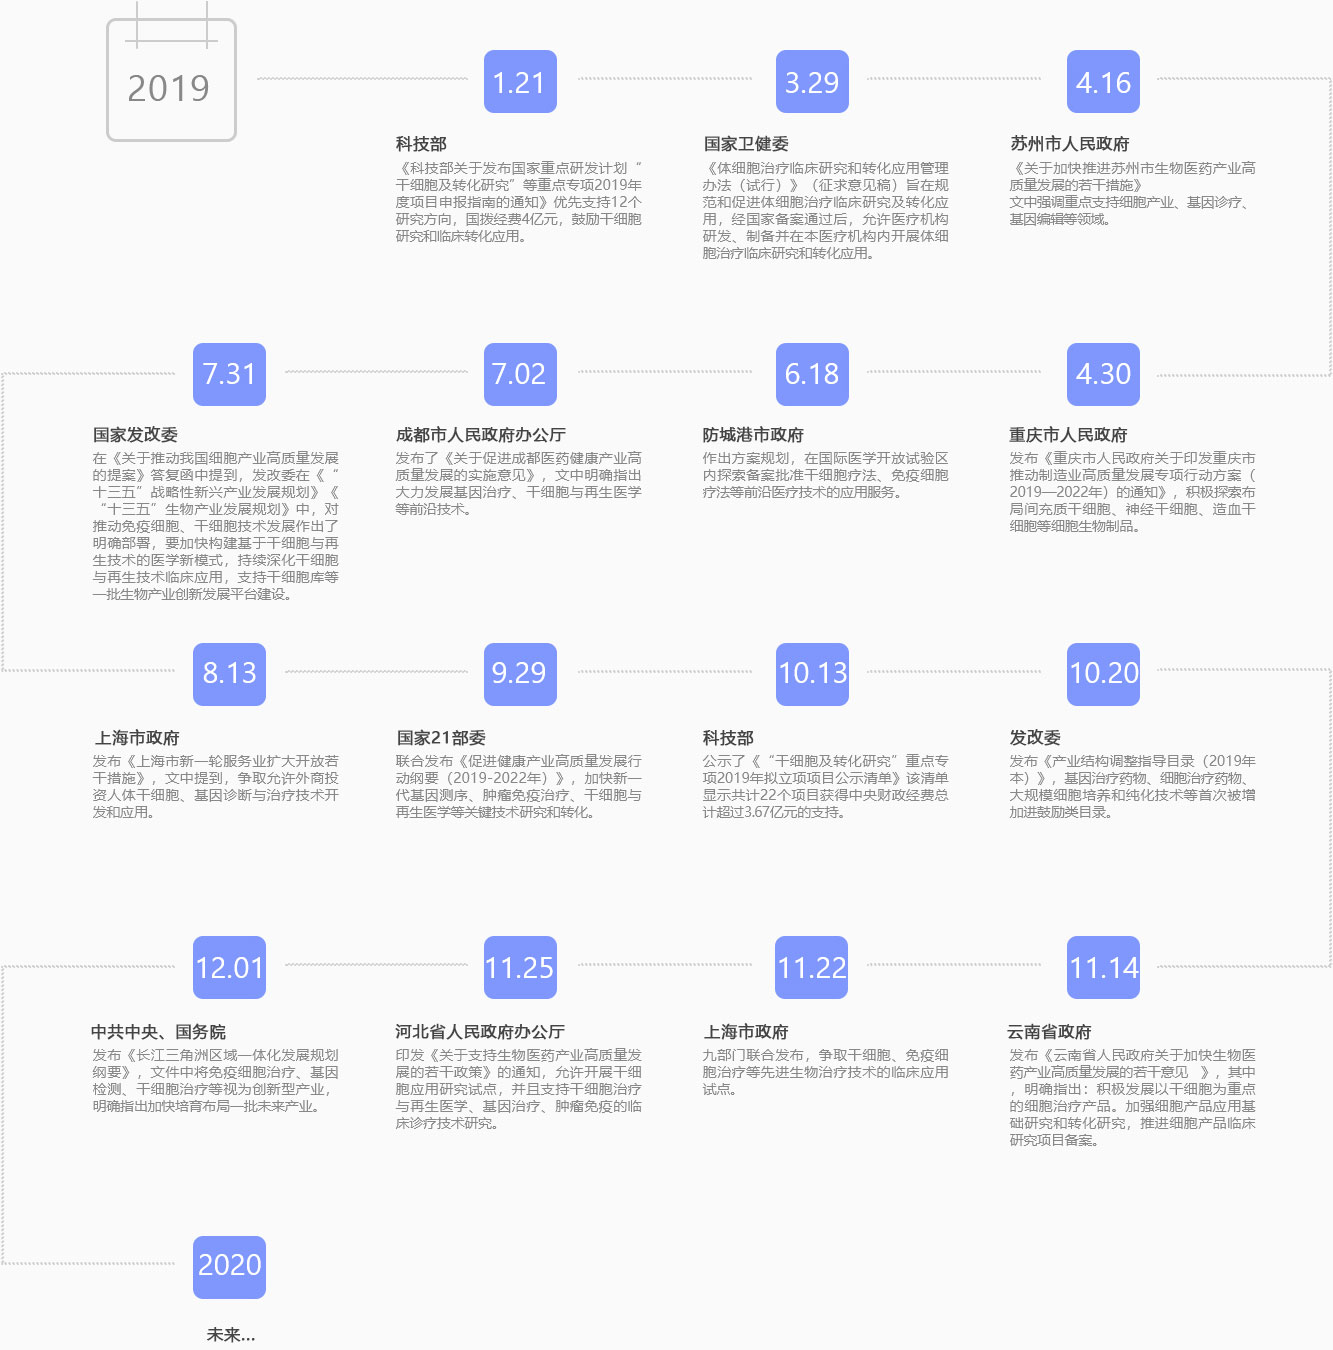 2019
1.21
科技部
《科技部关于发布国家重点研发计划“
干细胞及转化研究”等重点专项2019年
度项目申报指南的通知》优先支持12个
研究方向，国拨经费4亿元，鼓励干细胞
研究和临床转化应用。
3.29
国家卫健委
《体细胞治疗临床研究和转化应用管理
办法（试行）》（征求意见稿）旨在规
范和促进体细胞治疗临床研究及转化应
用，经国家备案通过后，允许医疗机构
研发、制备并在本医疗机构内开展体细
胞治疗临床研究和转化应用。
4.16
苏州市人民政府
《关于加快推进苏州市生物医药产业高
质量发展的若干措施》
文中强调重点支持细胞产业、基因诊疗、
基因编辑等领域。
4.30
重庆市人民政府
发布《重庆市人民政府关于印发重庆市
推动制造业高质量发展专项行动方案（
2019—2022年）的通知》，积极探索布
局间充质干细胞、神经干细胞、造血干
细胞等细胞生物制品。
6.18
防城港市政府
作出方案规划，在国际医学开放试验区
内探索备案批准干细胞疗法、免疫细胞
疗法等前沿医疗技术的应用服务。
7.02
成都市人民政府办公厅
发布了《关于促进成都医药健康产业高
质量发展的实施意见》，文中明确指出
大力发展基因治疗、干细胞与再生医学
等前沿技术。
7.31
国家发改委
在《关于推动我国细胞产业高质量发展
的提案》答复函中提到，发改委在《“
十三五”战略性新兴产业发展规划》《
“十三五”生物产业发展规划》中，对
推动免疫细胞、干细胞技术发展作出了
明确部署，要加快构建基于干细胞与再
生技术的医学新模式，持续深化干细胞
与再生技术临床应用，支持干细胞库等
一批生物产业创新发展平台建设。
8.13
上海市政府
发布《上海市新一轮服务业扩大开放若
干措施》，文中提到，争取允许外商投
资人体干细胞、基因诊断与治疗技术开
发和应用。
9.29
国家21部委
联合发布《促进健康产业高质量发展行
动纲要（2019-2022年）》，加快新一
代基因测序、肿瘤免疫治疗、干细胞与
再生医学等关键技术研究和转化。
10.13
科技部
公示了《“干细胞及转化研究”重点专
项2019年拟立项项目公示清单》该清单
显示共计22个项目获得中央财政经费总
计超过3.67亿元的支持。
10.20
发改委
发布《产业结构调整指导目录（2019年
本）》，基因治疗药物、细胞治疗药物、
大规模细胞培养和纯化技术等首次被增
加进鼓励类目录。
11.14
云南省政府
发布《云南省人民政府关于加快生物医
药产业高质量发展的若干意见 》，其中
，明确指出：积极发展以干细胞为重点
的细胞治疗产品。加强细胞产品应用基
础研究和转化研究，推进细胞产品临床
研究项目备案。
11.22
上海市政府
九部门联合发布，争取干细胞、免疫细
胞治疗等先进生物治疗技术的临床应用
试点。
11.25
河北省人民政府办公厅
印发《关于支持生物医药产业高质量发
展的若干政策》的通知，允许开展干细
胞应用研究试点，并且支持干细胞治疗
与再生医学、基因治疗、肿瘤免疫的临
床诊疗技术研究。
12.01
中共中央、国务院
发布《长江三角洲区域一体化发展规划
纲要》，文件中将免疫细胞治疗、基因
检测、干细胞治疗等视为创新型产业，
明确指出加快培育布局一批未来产业。
2020
未来...